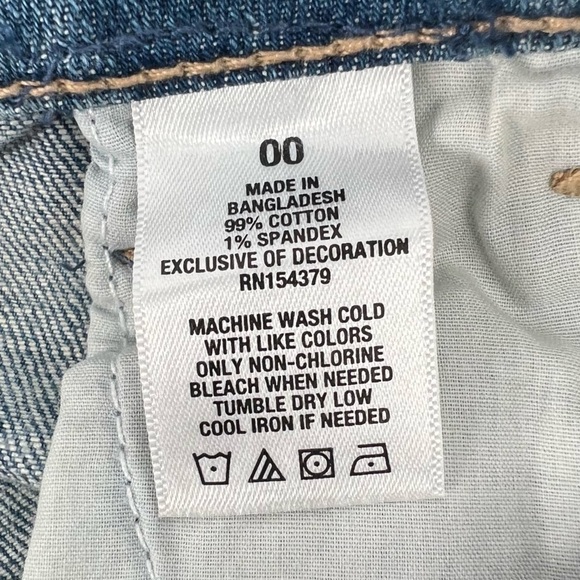 00
MADE IN
BANGLADESH
99% COTTON
1% SPANDEX
EXCLUSIVE OF DECORATION
RN154379
MACHINE WASH COLD
WITH LIKE COLORS
ONLY NON-CHLORINE
BLEACH WHEN NEEDED
TUMBLE DRY LOW
COOL IRON IF NEEDED